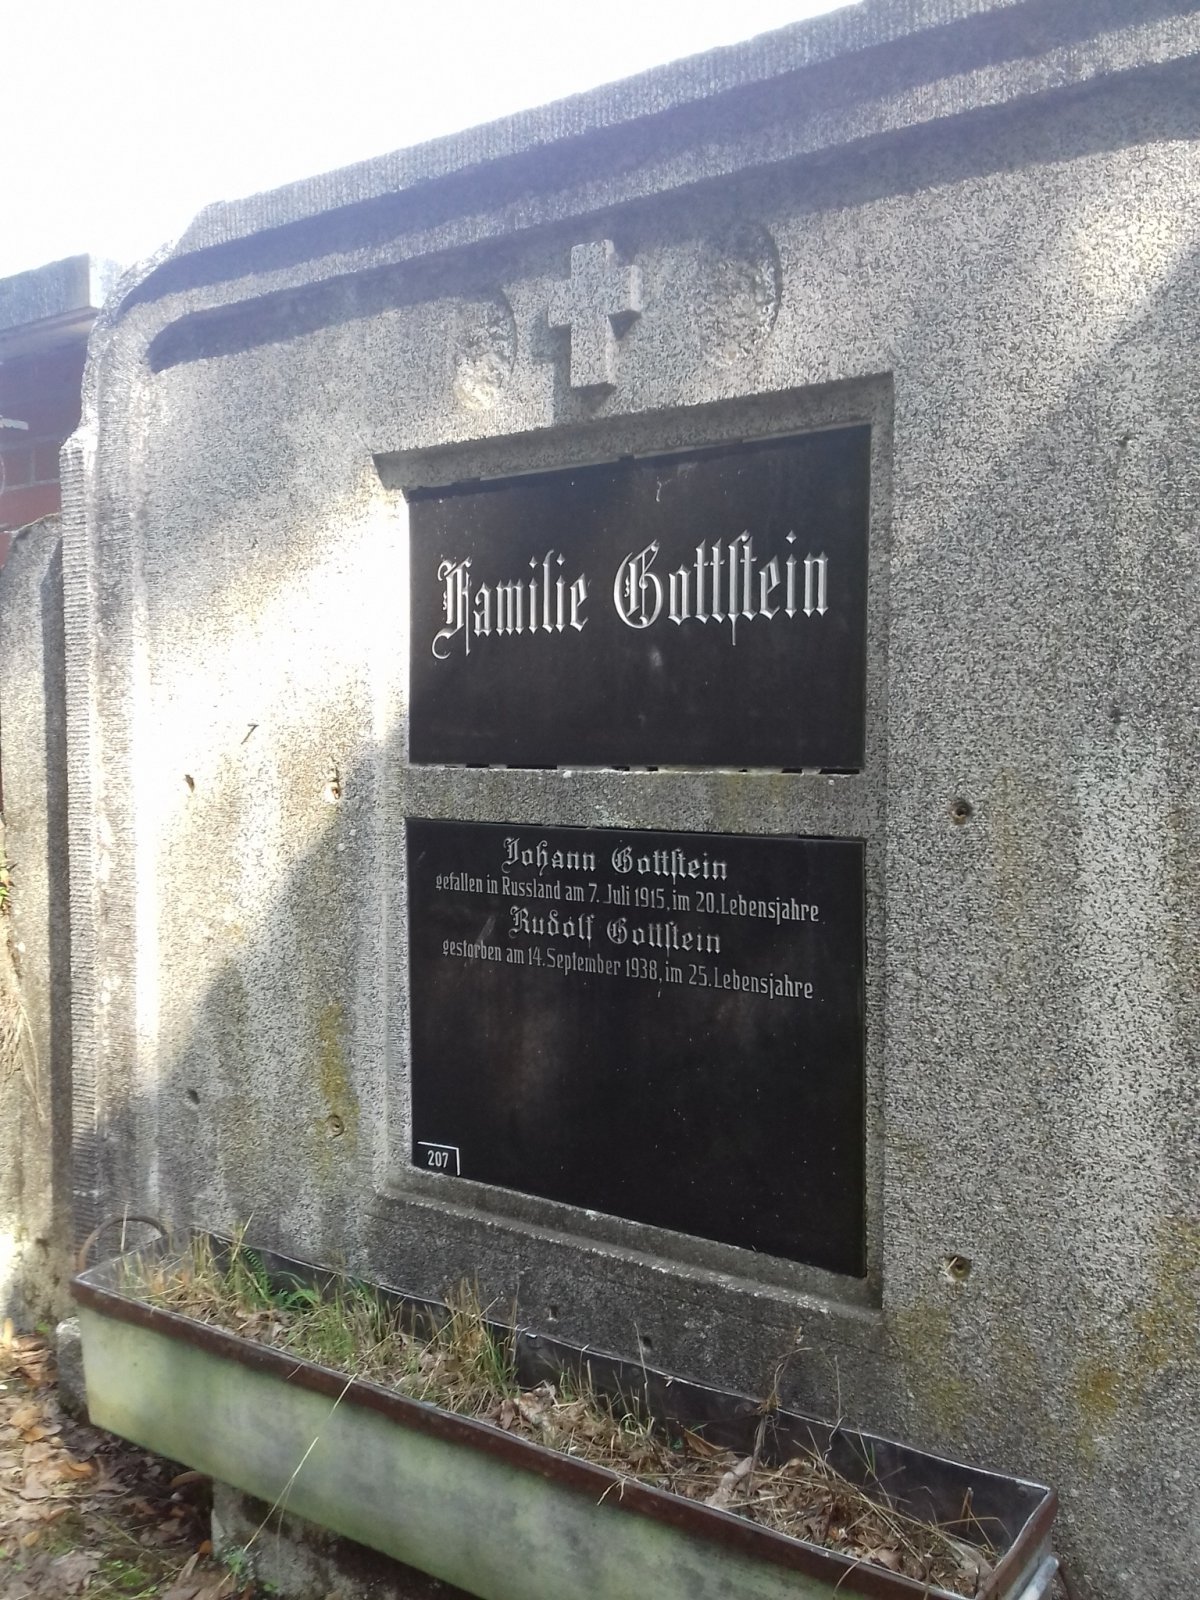 Familie Gottstein
Johann Gottstein
gefallen in Russland am 7. Juli 1915, im 20. Lebensjahre
Rudolf Gottstein
gestorben am 14. September 1938, im 25. Lebensjahre
207